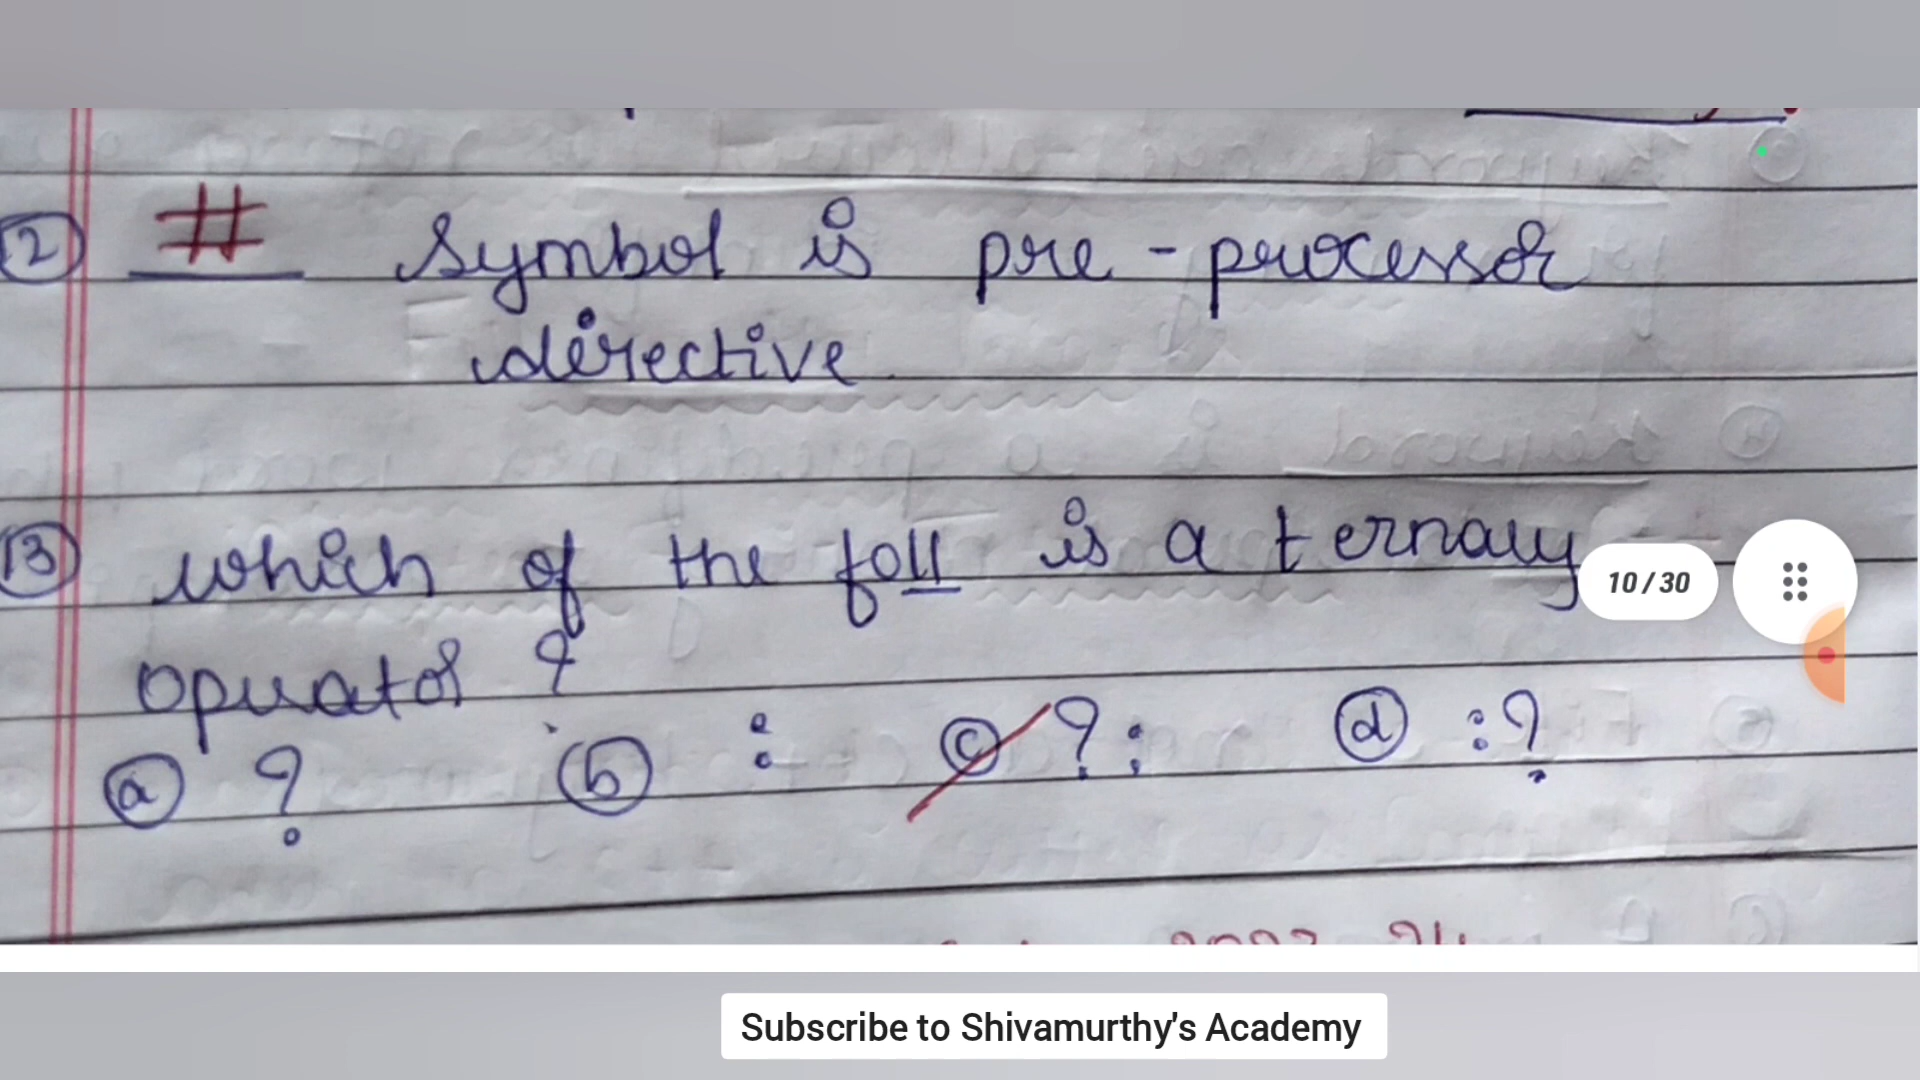 2 # symbol is pre-processor
directive
13 which of the foll is a ternary
10/30
operator ?
a ? b : c ? : d : ?
Subscribe to Shivamurthy's Academy